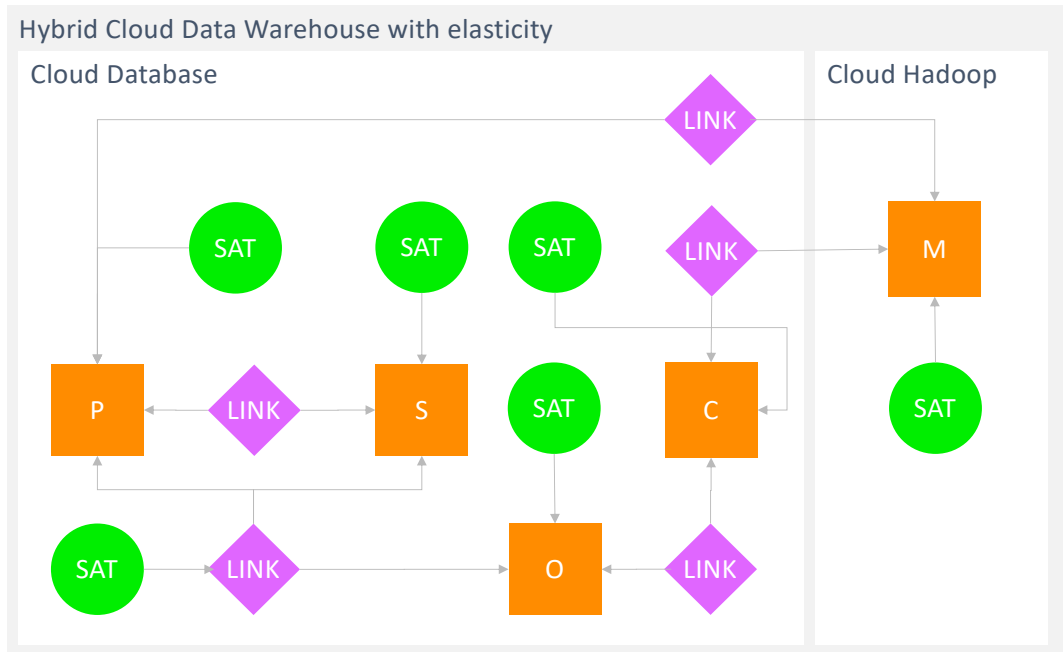 Hybrid Cloud Data Warehouse with elasticity
Cloud Database
Cloud Hadoop
LINK
SAT
SAT
SAT
LINK
M
P
LINK
S
SAT
C
SAT
SAT
LINK
O
LINK